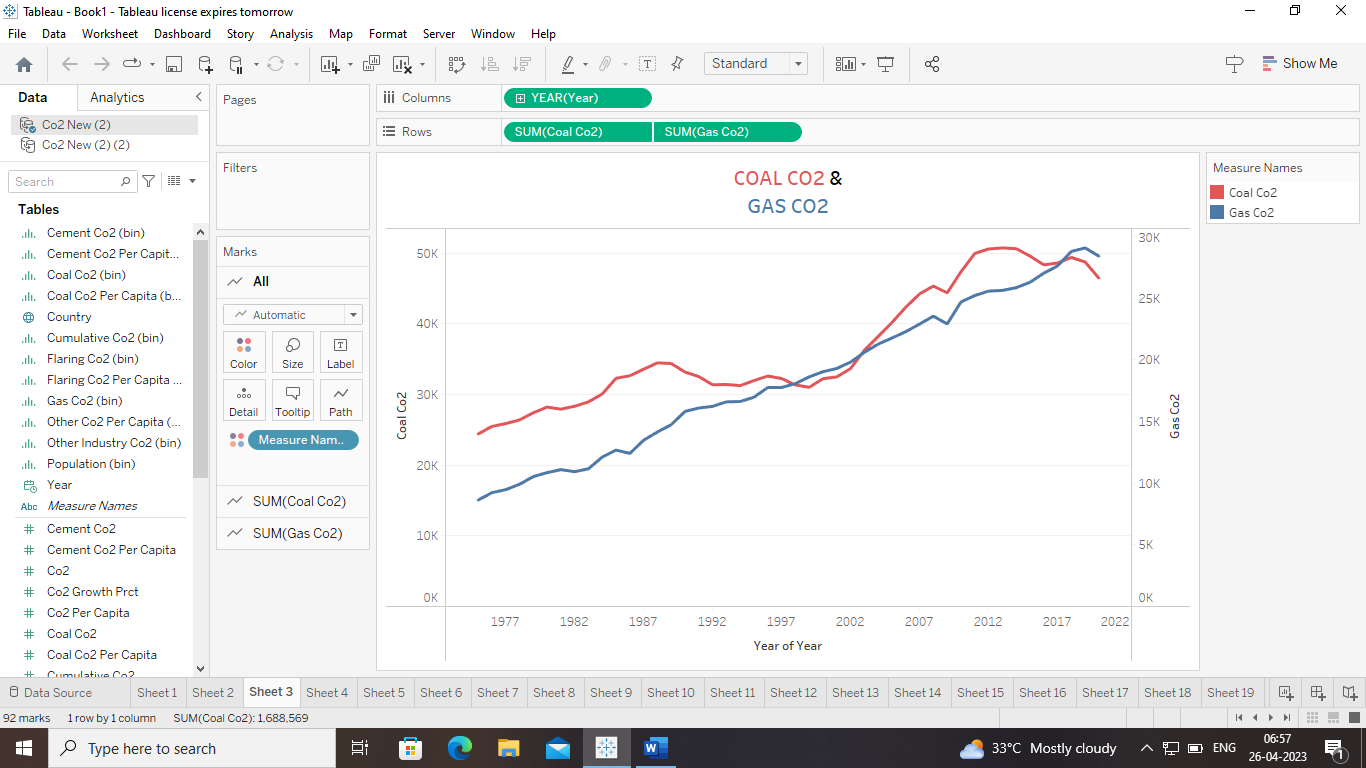 Tableau - Book1 - Tableau license expires tomorrow
File Data Worksheet Dashboard Story Analysis Map Format Server Window Help
Standard
Show Me
Data Analytics
Co2 New (2)
Co2 New (2) (2)
Search
Tables
Cement Co2 (bin)
Cement Co2 Per Capit...
Coal Co2 (bin)
Coal Co2 Per Capita (b...
Country
Cumulative Co2 (bin)
Flaring Co2 (bin)
Flaring Co2 Per Capita ...
Gas Co2 (bin)
Other Co2 Per Capita (...
Other Industry Co2 (bin)
Population (bin)
Year
Abc Measure Names
Cement Co2
Cement Co2 Per Capita
Co2
Co2 Growth Prct
Co2 Per Capita
Coal Co2
Coal Co2 Per Capita
Cumulative Co2
Pages
Filters
Marks
All
Automatic
Color Size Label
Detail Tooltip Path
Measure Nam..
SUM(Coal Co2)
SUM(Gas Co2)
Columns YEAR(Year)
Rows SUM(Coal Co2) SUM(Gas Co2)
COAL CO2 &
GAS CO2
Coal Co2
50K
40K
30K
20K
10K
0K
30K
25K
20K
15K
10K
5K
0K
Gas Co2
1977 1982 1987 1992 1997 2002 2007 2012 2017 2022
Year of Year
Measure Names
Coal Co2
Gas Co2
Data Source Sheet 1 Sheet 2 Sheet 3 Sheet 4 Sheet 5 Sheet 6 Sheet 7 Sheet 8 Sheet 9 Sheet 10 Sheet 11 Sheet 12 Sheet 13 Sheet 14 Sheet 15 Sheet 16 Sheet 17 Sheet 18 Sheet 19
92 marks 1 row by 1 column SUM(Coal Co2): 1,688,569
Type here to search
W
33°C Mostly cloudy
ENG
06:57
26-04-2023
1